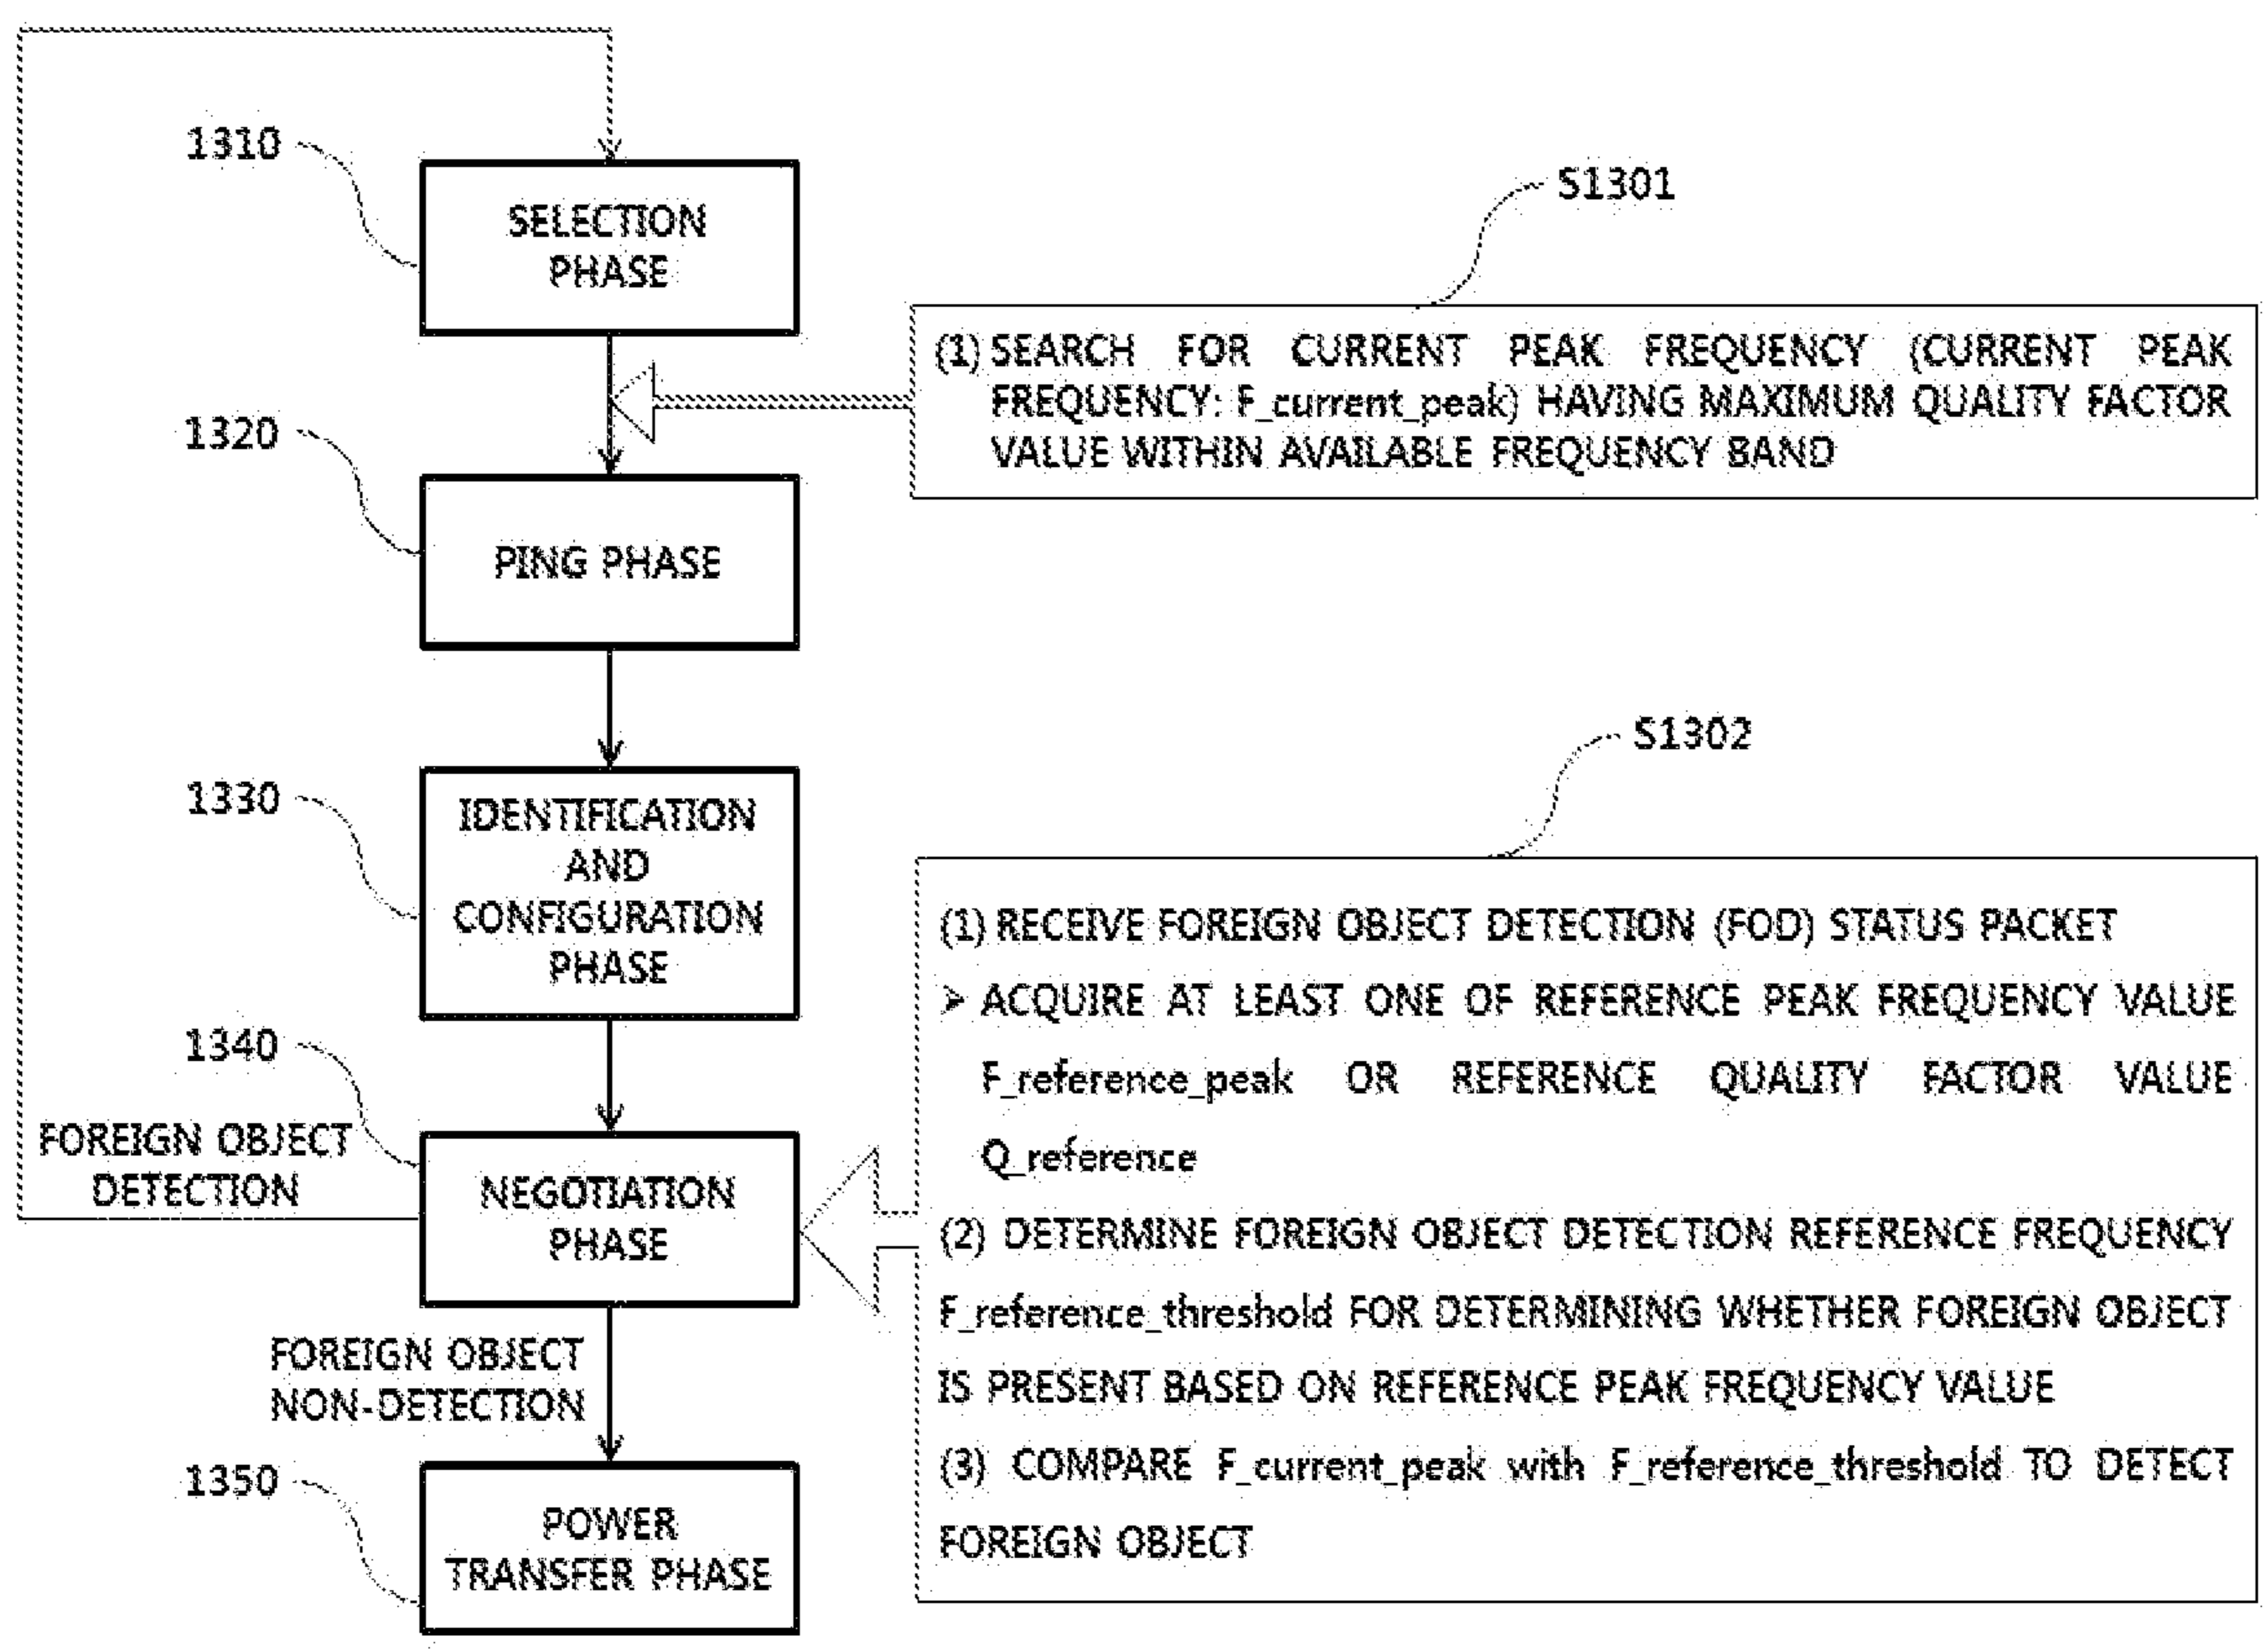 1310
SELECTION
PHASE
S1301
(1) SEARCH FOR CURRENT PEAK FREQUENCY (CURRENT PEAK
FREQUENCY: F_current_peak) HAVING MAXIMUM QUALITY FACTOR
VALUE WITHIN AVAILABLE FREQUENCY BAND
1320
PING PHASE
S1302
1330
IDENTIFICATION
AND
CONFIGURATION
PHASE
(1) RECEIVE FOREIGN OBJECT DETECTION (FOD) STATUS PACKET
➤ ACQUIRE AT LEAST ONE OF REFERENCE PEAK FREQUENCY VALUE
F_reference_peak OR REFERENCE QUALITY FACTOR VALUE
Q_reference
(2) DETERMINE FOREIGN OBJECT DETECTION REFERENCE FREQUENCY
F_reference_threshold FOR DETERMINING WHETHER FOREIGN OBJECT
IS PRESENT BASED ON REFERENCE PEAK FREQUENCY VALUE
(3) COMPARE F_current_peak with F_reference_threshold TO DETECT
FOREIGN OBJECT
1340
FOREIGN OBJECT
DETECTION
NEGOTIATION
PHASE
FOREIGN OBJECT
NON-DETECTION
1350
POWER
TRANSFER PHASE